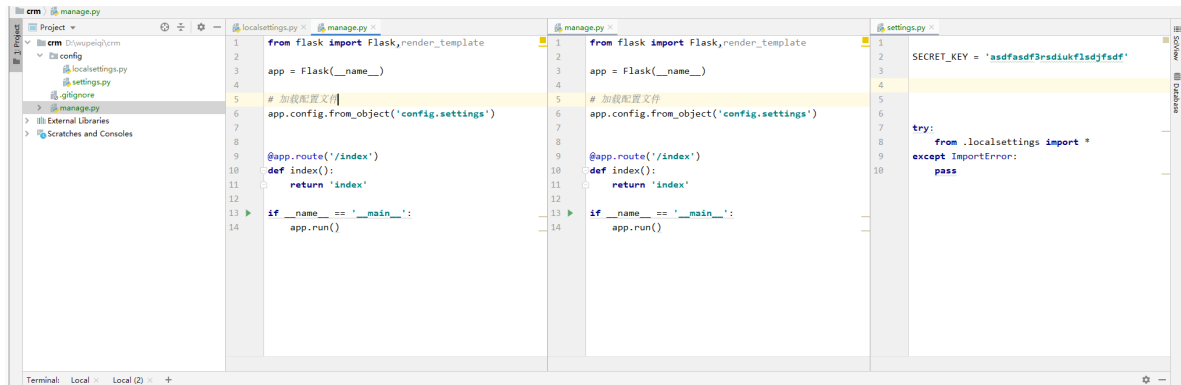 crm manage.py
1: Project
Project
crm D:\wupeiqi\crm
config
localsettings.py
settings.py
.gitignore
manage.py
External Libraries
Scratches and Consoles
localsettings.py
manage.py
1 from flask import Flask,render_template
2
3 app = Flask(__name__)
4
5 # 加载配置文件
6 app.config.from_object('config.settings')
7
8
9 @app.route('/index')
10 def index():
11 return 'index'
12
13 if __name__ == '__main__':
14 app.run()
manage.py
1 from flask import Flask,render_template
2
3 app = Flask(__name__)
4
5 # 加载配置文件
6 app.config.from_object('config.settings')
7
8
9 @app.route('/index')
10 def index():
11 return 'index'
12
13 if __name__ == '__main__':
14 app.run()
settings.py
1
2 SECRET_KEY = 'asdfasdf3rsdiukflsdjfsdf'
3
4
5
6
7 try:
8 from .localsettings import *
9 except ImportError:
10 pass
SciView
Database
Terminal: Local Local (2) +